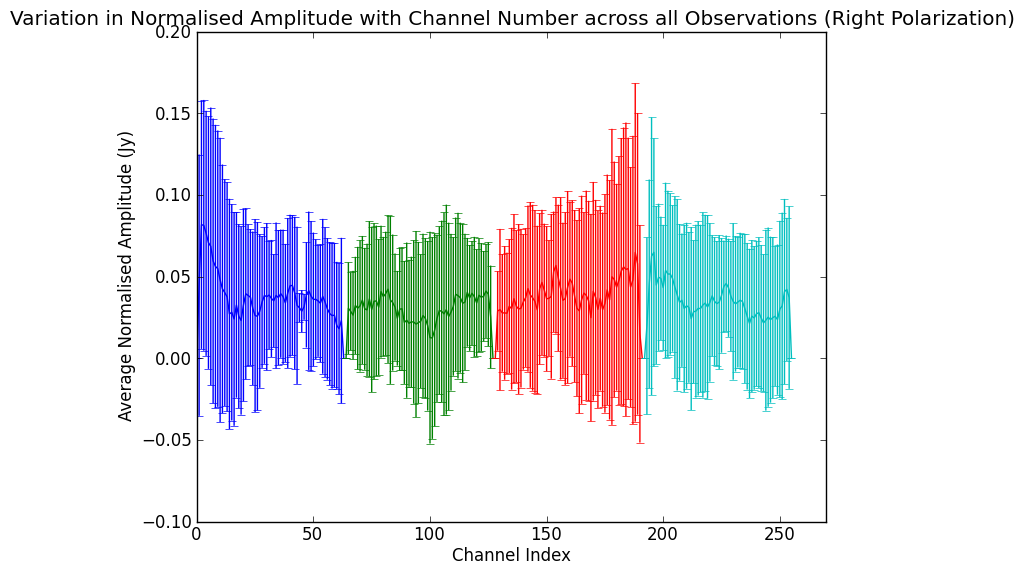 Variation in Normalised Amplitude with Channel Number across all Observations (Right Polarization)
0.20
0.15
0.10
0.05
0.00
−0.05
−0.10
Average Normalised Amplitude (Jy)
0 50 100 150 200 250
Channel Index